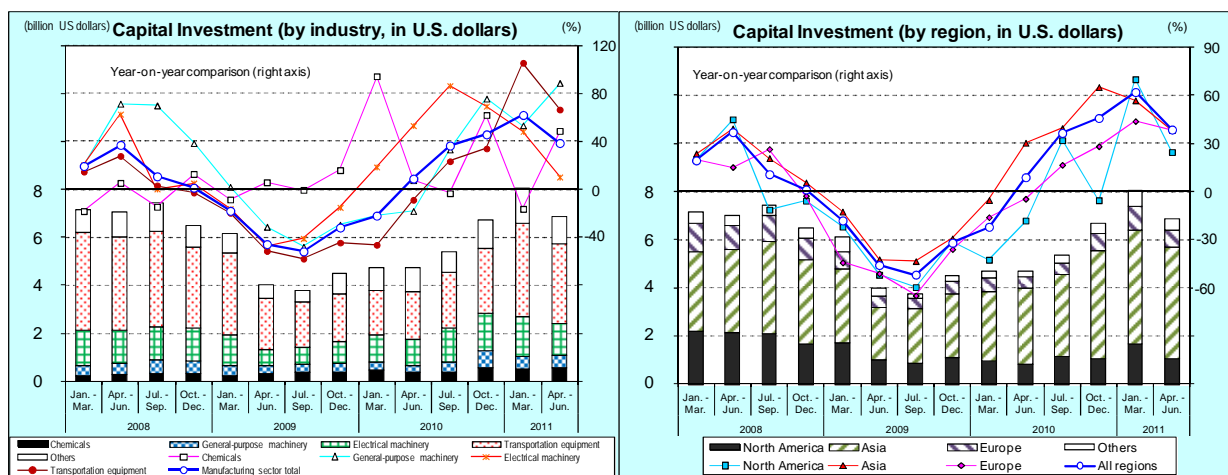 (billion US dollars)
Capital Investment (by industry, in U.S. dollars)
(%)
Year-on-year comparison (right axis)
120
80
40
0
-40
8
6
4
2
0
Jan. - Mar.
Apr. - Jun.
Jul. - Sep.
Oct. - Dec.
Jan. - Mar.
Apr. - Jun.
Jul. - Sep.
Oct. - Dec.
Jan. - Mar.
Apr. - Jun.
Jul. - Sep.
Oct. - Dec.
Jan. - Mar.
Apr. - Jun.
2008
2009
2010
2011
Chemicals
General-purpose machinery
Electrical machinery
Transportation equipment
Others
Chemicals
General-purpose machinery
Electrical machinery
Transportation equipment
Manufacturing sector total
(billion US dollars)
Capital Investment (by region, in U.S. dollars)
(%)
Year-on-year comparison (right axis)
90
60
30
0
-30
-60
8
6
4
2
0
Jan. - Mar.
Apr. - Jun.
Jul. - Sep.
Oct. - Dec.
Jan. - Mar.
Apr. - Jun.
Jul. - Sep.
Oct. - Dec.
Jan. - Mar.
Apr. - Jun.
Jul. - Sep.
Oct. - Dec.
Jan. - Mar.
Apr. - Jun.
2008
2009
2010
2011
North America
Asia
Europe
Others
North America
Asia
Europe
All regions